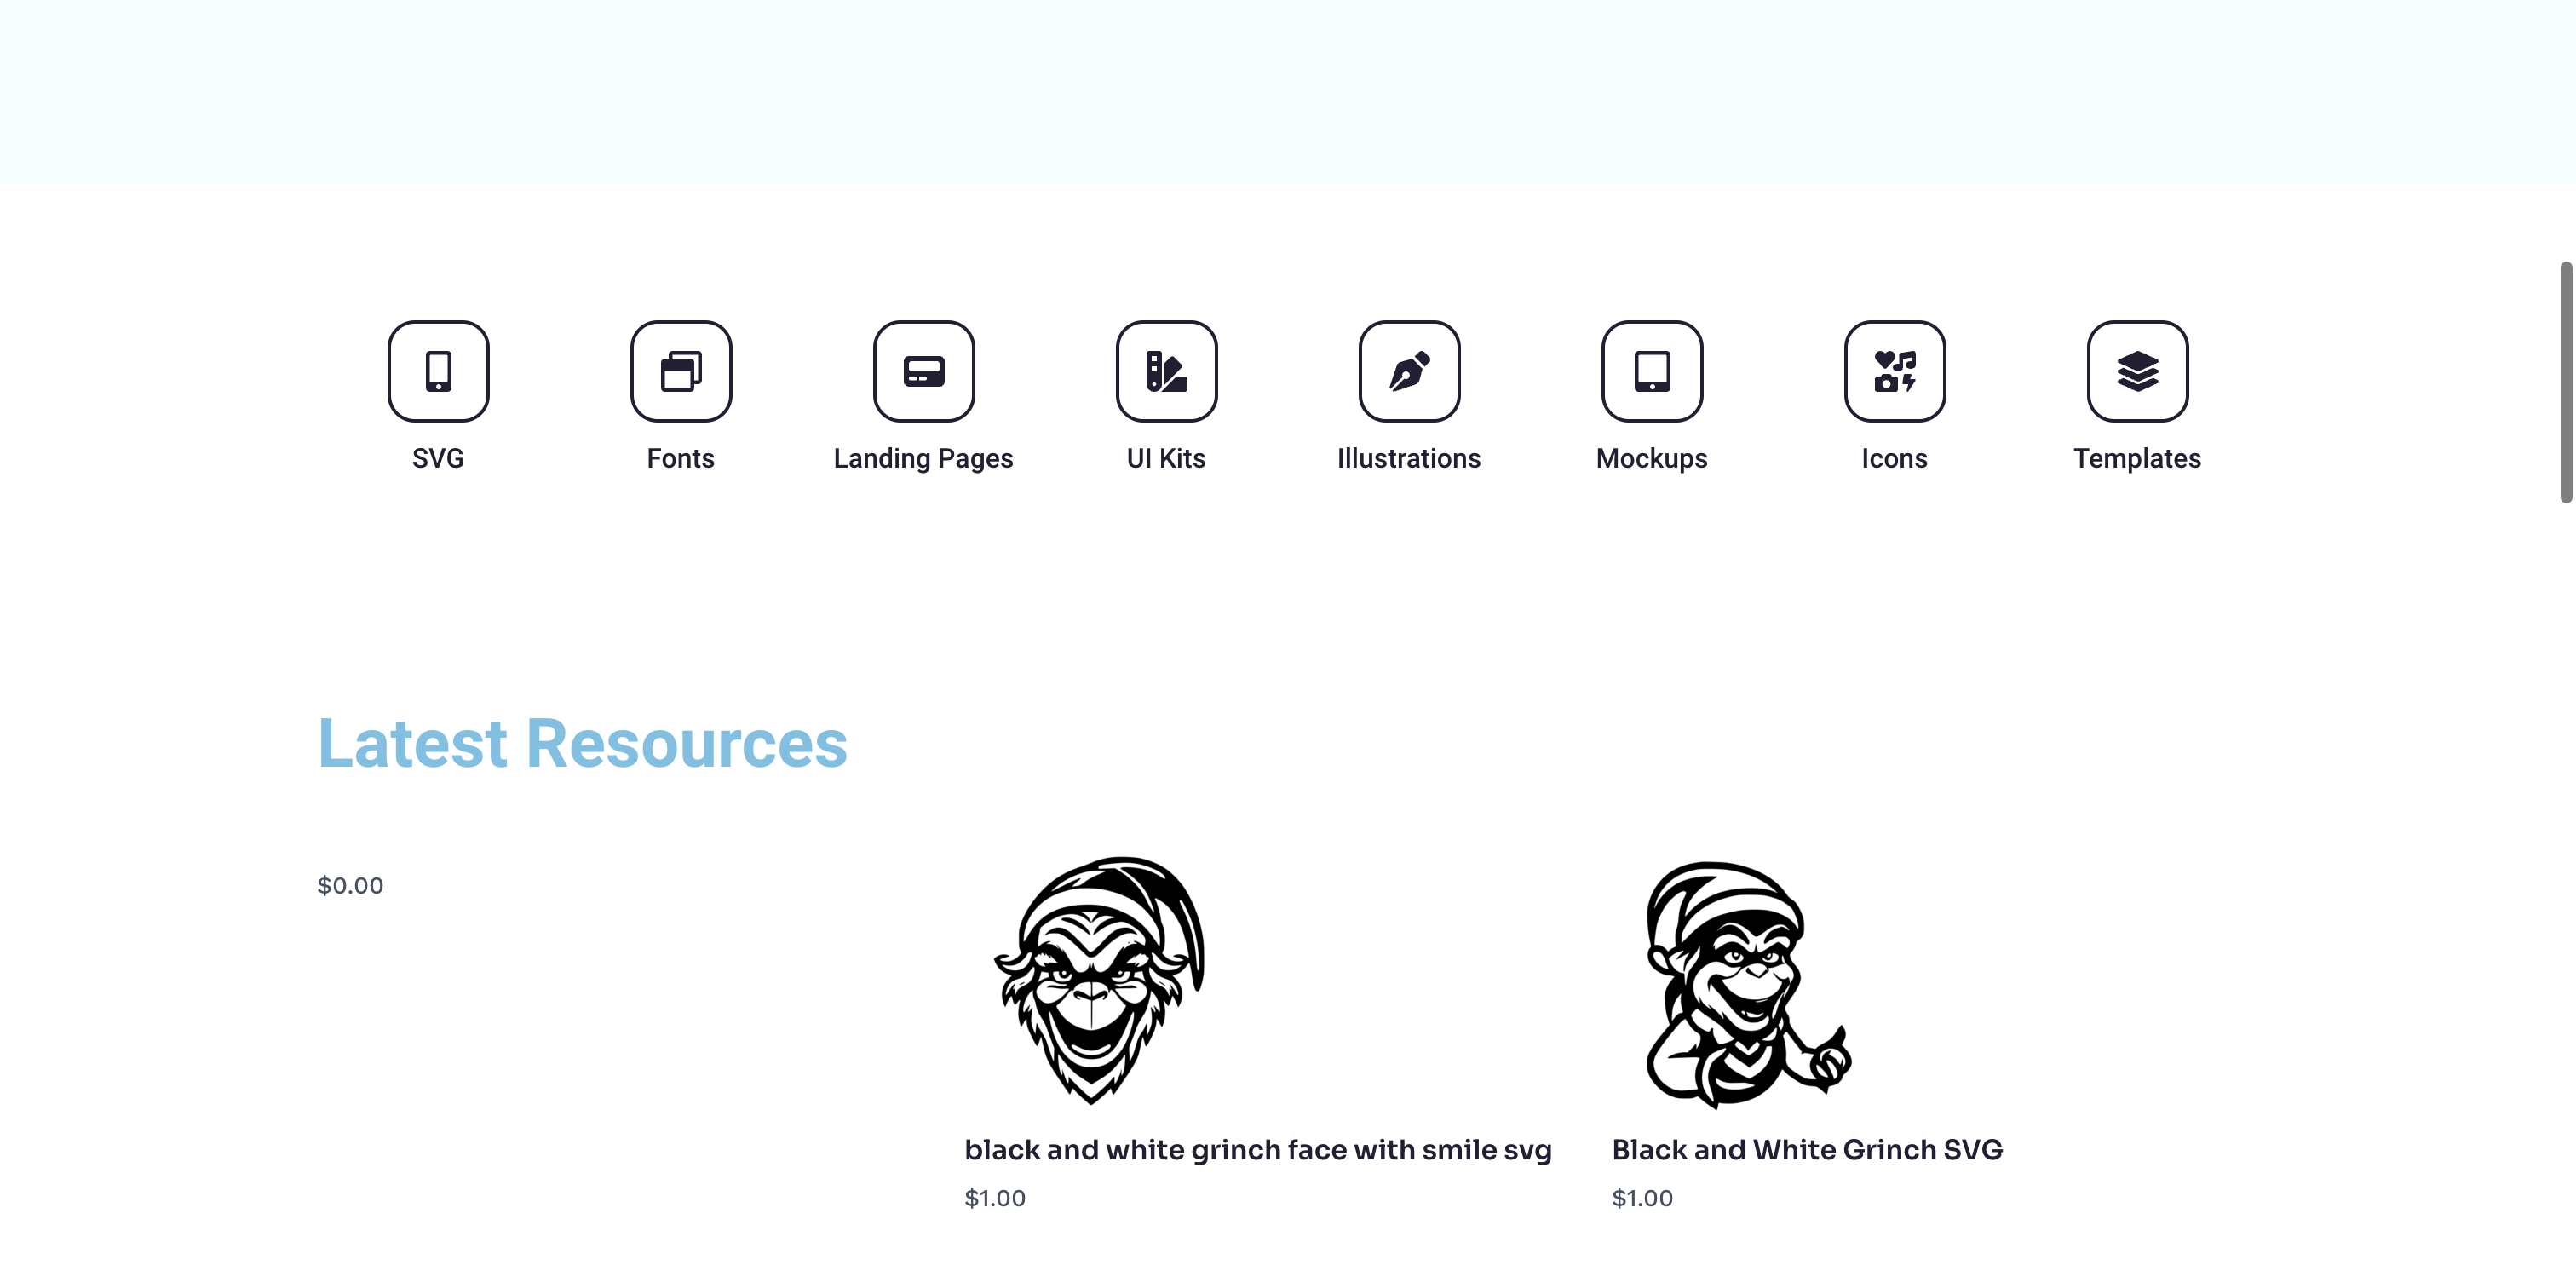 SVG
Fonts
Landing Pages
UI Kits
Illustrations
Mockups
Icons
Templates
Latest Resources
$0.00
black and white grinch face with smile svg
$1.00
Black and White Grinch SVG
$1.00